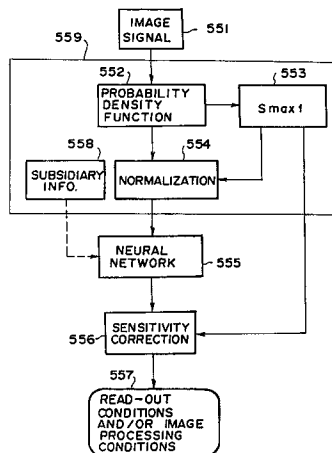 559
IMAGE
SIGNAL
551
552
PROBABILITY
DENSITY
FUNCTION
553
Smax1
558
SUBSIDIARY
INFO.
554
NORMALIZATION
NEURAL
NETWORK
555
556
SENSITIVITY
CORRECTION
557
READ-OUT
CONDITIONS
AND/OR IMAGE
PROCESSING
CONDITIONS